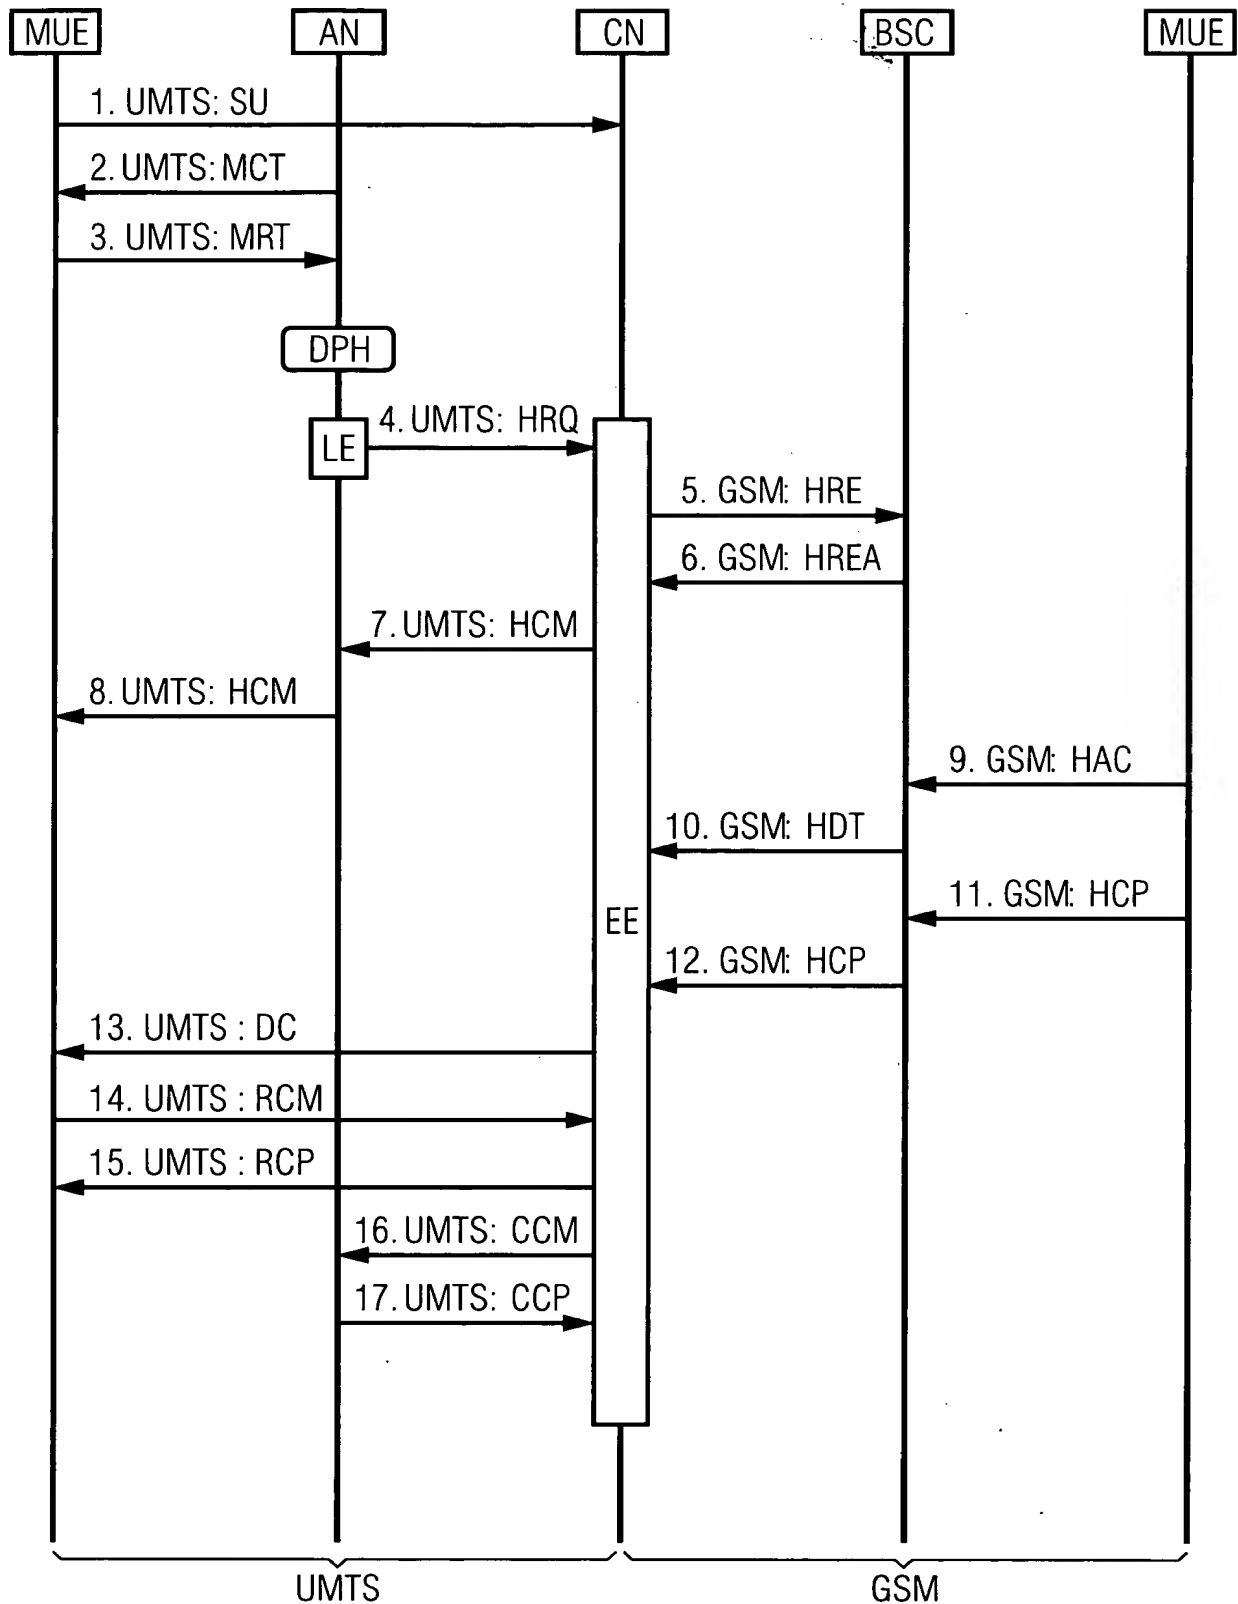 MUE AN CN BSC MUE
1. UMTS: SU
2. UMTS: MCT
3. UMTS: MRT
DPH
4. UMTS: HRQ
LE
5. GSM: HRE
6. GSM: HREA
7. UMTS: HCM
8. UMTS: HCM
9. GSM: HAC
10. GSM: HDT
11. GSM: HCP
EE
12. GSM: HCP
13. UMTS : DC
14. UMTS : RCM
15. UMTS : RCP
16. UMTS: CCM
17. UMTS: CCP
UMTS GSM